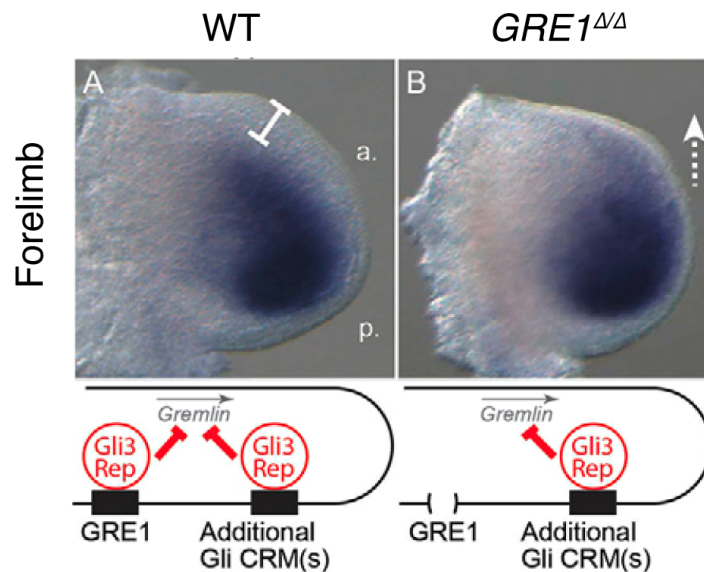 WT GRE1Δ/Δ
Forelimb
A B
a.
p.
Gremlin Gremlin
Gli3 Gli3 Gli3
Rep Rep Rep
GRE1 Additional GRE1 Additional
Gli CRM(s) Gli CRM(s)